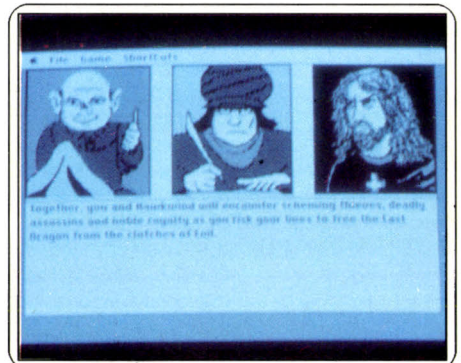 File Game Shortcuts
Together, you and Hawkwind will encounter scheming thieves, deadly
assassins and noble royalty as you risk your lives to free the Last
Dragon from the clutches of Evil.